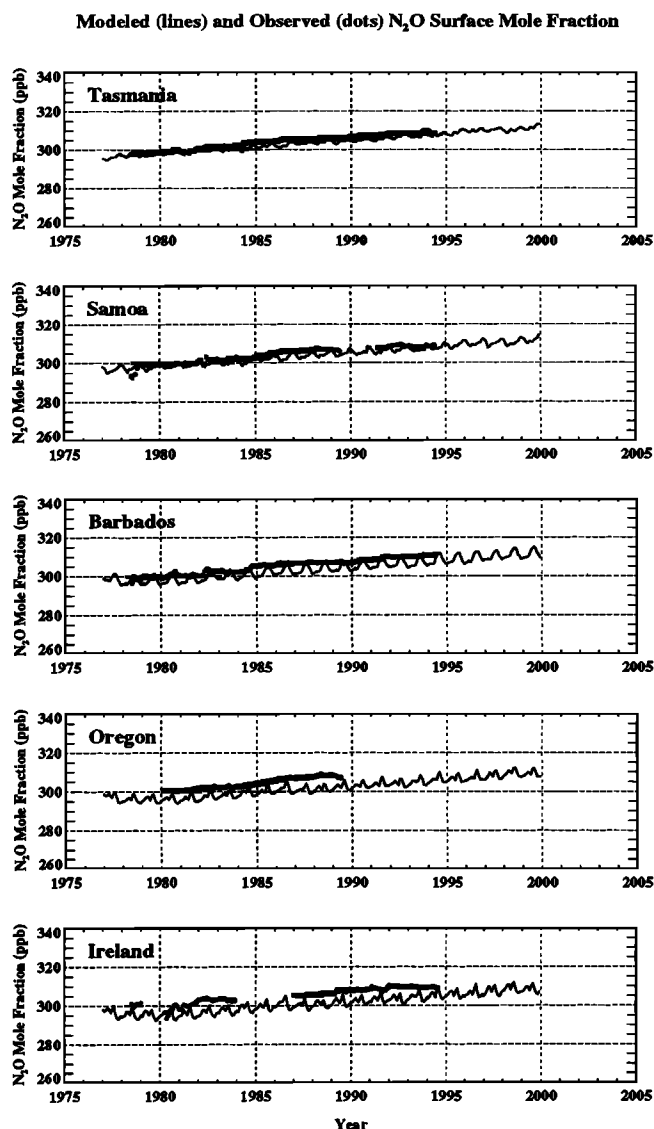 Modeled (lines) and Observed (dots) N₂O Surface Mole Fraction
N₂O Mole Fraction (ppb)
340
320
300
280
260
Tasmania
1975 1980 1985 1990 1995 2000 2005
N₂O Mole Fraction (ppb)
340
320
300
280
260
Samoa
1975 1980 1985 1990 1995 2000 2005
N₂O Mole Fraction (ppb)
340
320
300
280
260
Barbados
1975 1980 1985 1990 1995 2000 2005
N₂O Mole Fraction (ppb)
340
320
300
280
260
Oregon
1975 1980 1985 1990 1995 2000 2005
N₂O Mole Fraction (ppb)
340
320
300
280
260
Ireland
1975 1980 1985 1990 1995 2000 2005
Year